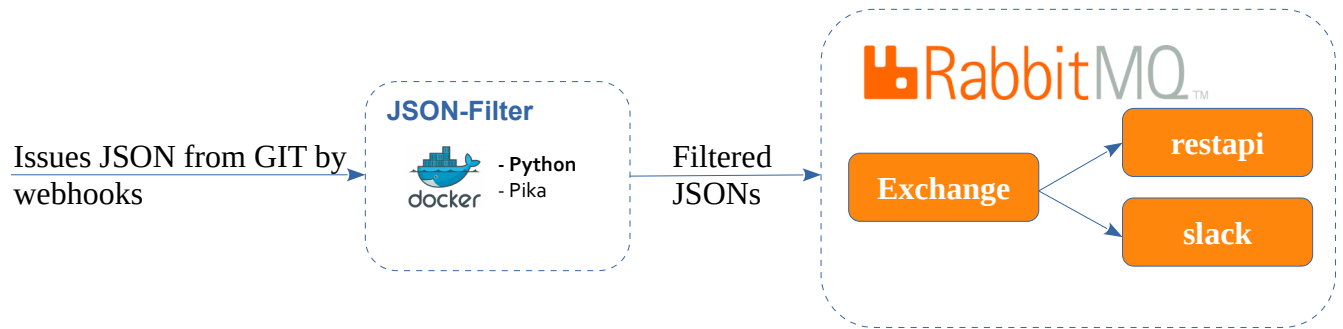 Issues JSON from GIT by
webhooks
JSON-Filter
docker
- Python
- Pika
Filtered
JSONs
RabbitMQ TM
Exchange
restapi
slack